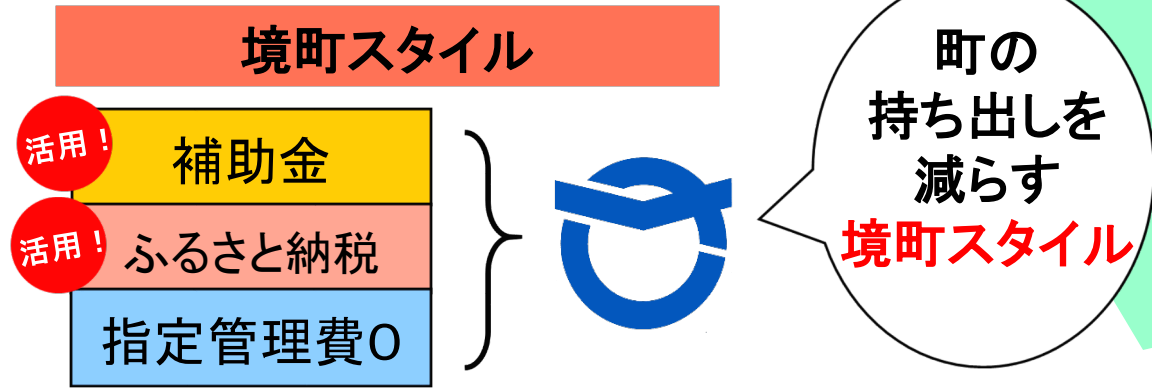 境町スタイル
活用！
補助金
活用！
ふるさと納税
指定管理費0
町の
持ち出しを
減らす
境町スタイル